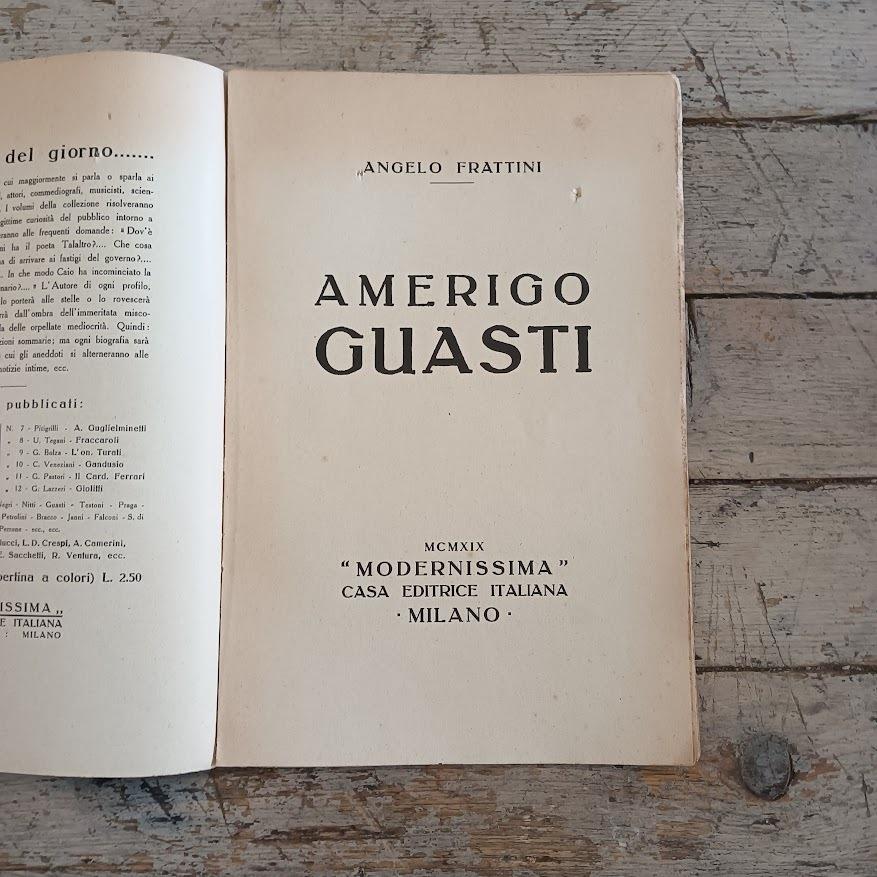 del giorno.......
cui maggiormente si parla o sparla ai
, attori, commediografi, musicisti, scien-
I volumi della collezione risolveranno
gittime curiosità del pubblico intorno a
eranno alle frequenti domande: " Dov'è
ni ha il poeta Talaltro?.... Che cosa
na di arrivare ai fastigi del governo?....
.. In che modo Caio ha incominciato la
nario?.... " L'Autore di ogni profilo,
lo porterà alle stelle o lo rovescerà
rrà dall'ombra dell'immeritata misco-
la delle orpellate mediocrità. Quindi:
zioni sommarie; ma ogni biografia sarà
cui gli aneddoti si alterneranno alle
notizie intime, ecc.
pubblicati:
N. 7 - Pitigrilli - A. Guglielminetti
„ 8 - U. Tegani - Fraccaroli
„ 9 - G. Balza - L'on. Turati
„ 10 - C. Veneziani - Gandusio
„ 11 - G. Pastori - Il Card. Ferrari
„ 12 - G. Lazzeri - Giolitti
Negri - Nitti - Guasti - Testoni - Praga -
Petrolini - Bracco - Janni - Falconi - S. di
- ecc., ecc.
lucci, L. D. Crespi, A. Camerini,
E. Sacchetti, R. Ventura, ecc.
pertina a colori) L. 2.50
ISSIMA „
E ITALIANA
: MILANO
ANGELO FRATTINI
AMERIGO
GUASTI
MCMXIX
" MODERNISSIMA "
CASA EDITRICE ITALIANA
· MILANO ·